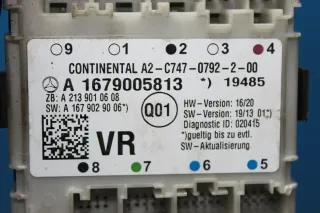 9 1 2 3 4
CONTINENTAL A2-C747-0792-2-00
A 1679005813 *) 19485
ZB: A 213 901 06 08
SW: A 167 902 90 06*)
Q01
HW-Version: 16/20
SW-Version: 19/13 01*)
Diagnostic ID: 020415
*)gueltig bis zu evtl.
SW-Aktualisierung.
VR
8 7 6 5